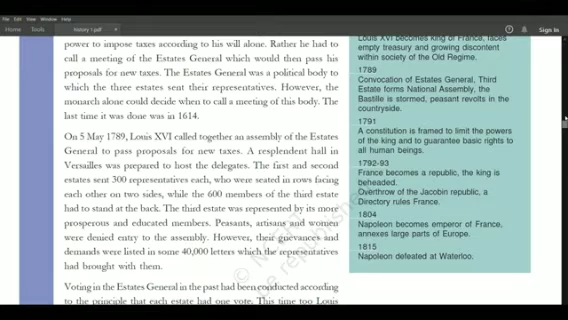 File Edit View Window Help
Home Tools history 1.pdf Sign In
power to impose taxes according to his will alone. Rather he had to
call a meeting of the Estates General which would then pass his
proposals for new taxes. The Estates General was a political body to
which the three estates sent their representatives. However, the
monarch alone could decide when to call a meeting of this body. The
last time it was done was in 1614.
On 5 May 1789, Louis XVI called together an assembly of the Estates
General to pass proposals for new taxes. A resplendent hall in
Versailles was prepared to host the delegates. The first and second
estates sent 300 representatives each, who were seated in rows facing
each other on two sides, while the 600 members of the third estate
had to stand at the back. The third estate was represented by its more
prosperous and educated members. Peasants, artisans and women
were denied entry to the assembly. However, their grievances and
demands were listed in some 40,000 letters which the representatives
had brought with them.
Voting in the Estates General in the past had been conducted according
to the principle that each estate had one vote. This time too Louis
Louis XVI becomes king of France, faces
empty treasury and growing discontent
within society of the Old Regime.
1789
Convocation of Estates General, Third
Estate forms National Assembly, the
Bastille is stormed, peasant revolts in the
countryside.
1791
A constitution is framed to limit the powers
of the king and to guarantee basic rights to
all human beings.
1792-93
France becomes a republic, the king is
beheaded.
Overthrow of the Jacobin republic, a
Directory rules France.
1804
Napoleon becomes emperor of France,
annexes large parts of Europe.
1815
Napoleon defeated at Waterloo.
© NCERT
be republished